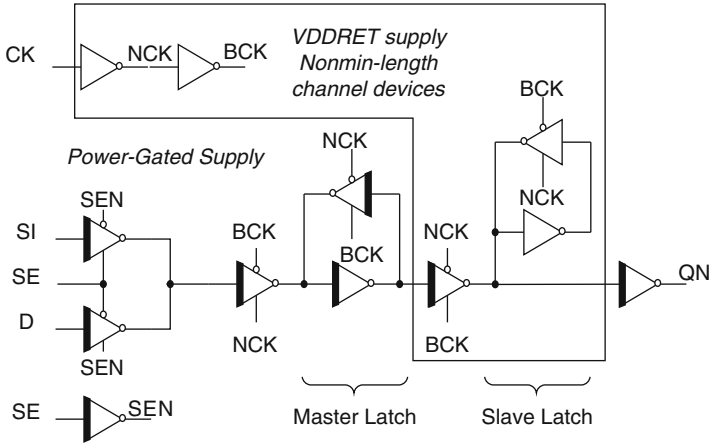 CK
NCK
BCK
VDDRET supply
Nonmin-length
channel devices
BCK
NCK
Power-Gated Supply
NCK
SEN
SI
BCK
BCK
NCK
SE
QN
D
NCK
BCK
SEN
SE
SEN
Master Latch
Slave Latch